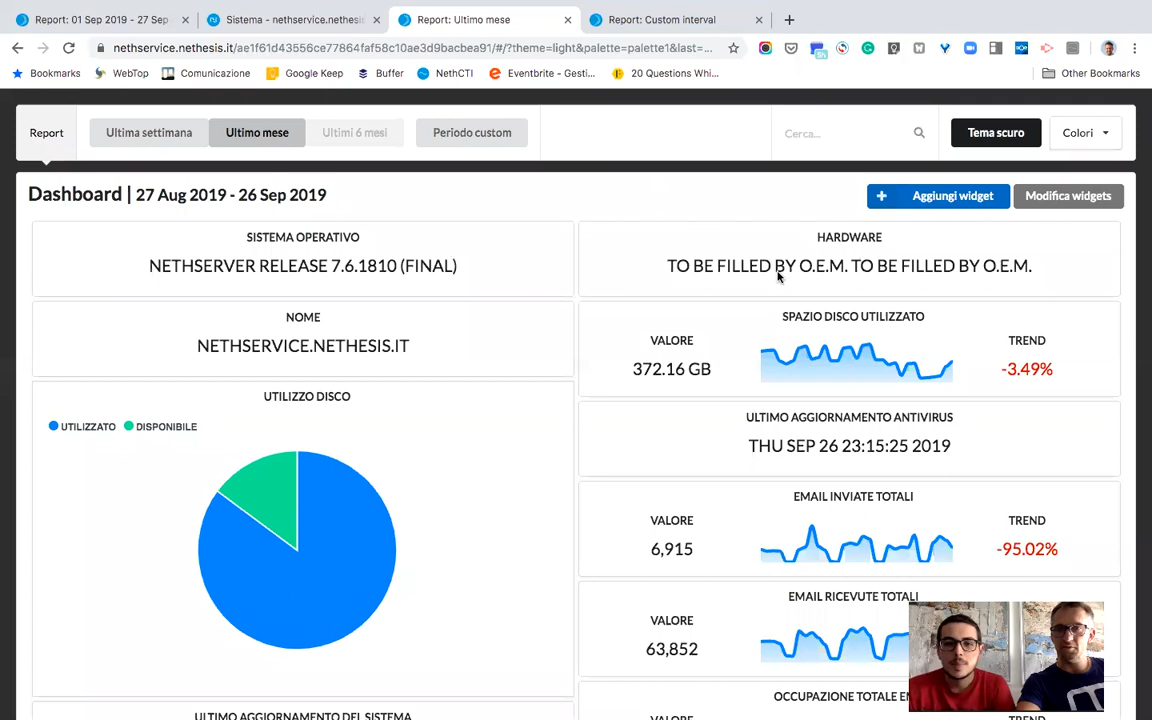 Report: 01 Sep 2019 - 27 Sep
Sistema - nethservice.nethesis
Report: Ultimo mese
Report: Custom interval
nethservice.nethesis.it/ae1f61d43556ce77864faf58c10ae3d9bacbea91/#/?theme=light&palette=palette1&last=...
Bookmarks
WebTop
Comunicazione
Google Keep
Buffer
NethCTI
Eventbrite - Gesti...
20 Questions Whi...
Other Bookmarks
Report
Ultima settimana
Ultimo mese
Ultimi 6 mesi
Periodo custom
Cerca...
Tema scuro
Colori
Dashboard | 27 Aug 2019 - 26 Sep 2019
+ Aggiungi widget
Modifica widgets
SISTEMA OPERATIVO
NETHSERVER RELEASE 7.6.1810 (FINAL)
HARDWARE
TO BE FILLED BY O.E.M. TO BE FILLED BY O.E.M.
NOME
NETHSERVICE.NETHESIS.IT
SPAZIO DISCO UTILIZZATO
VALORE
372.16 GB
TREND
-3.49%
UTILIZZO DISCO
UTILIZZATO
DISPONIBILE
ULTIMO AGGIORNAMENTO ANTIVIRUS
THU SEP 26 23:15:25 2019
EMAIL INVIATE TOTALI
VALORE
6,915
TREND
-95.02%
EMAIL RICEVUTE TOTALI
VALORE
63,852
ULTIMO AGGIORNAMENTO DEL SISTEMA
OCCUPAZIONE TOTALE
VALORE
TREND